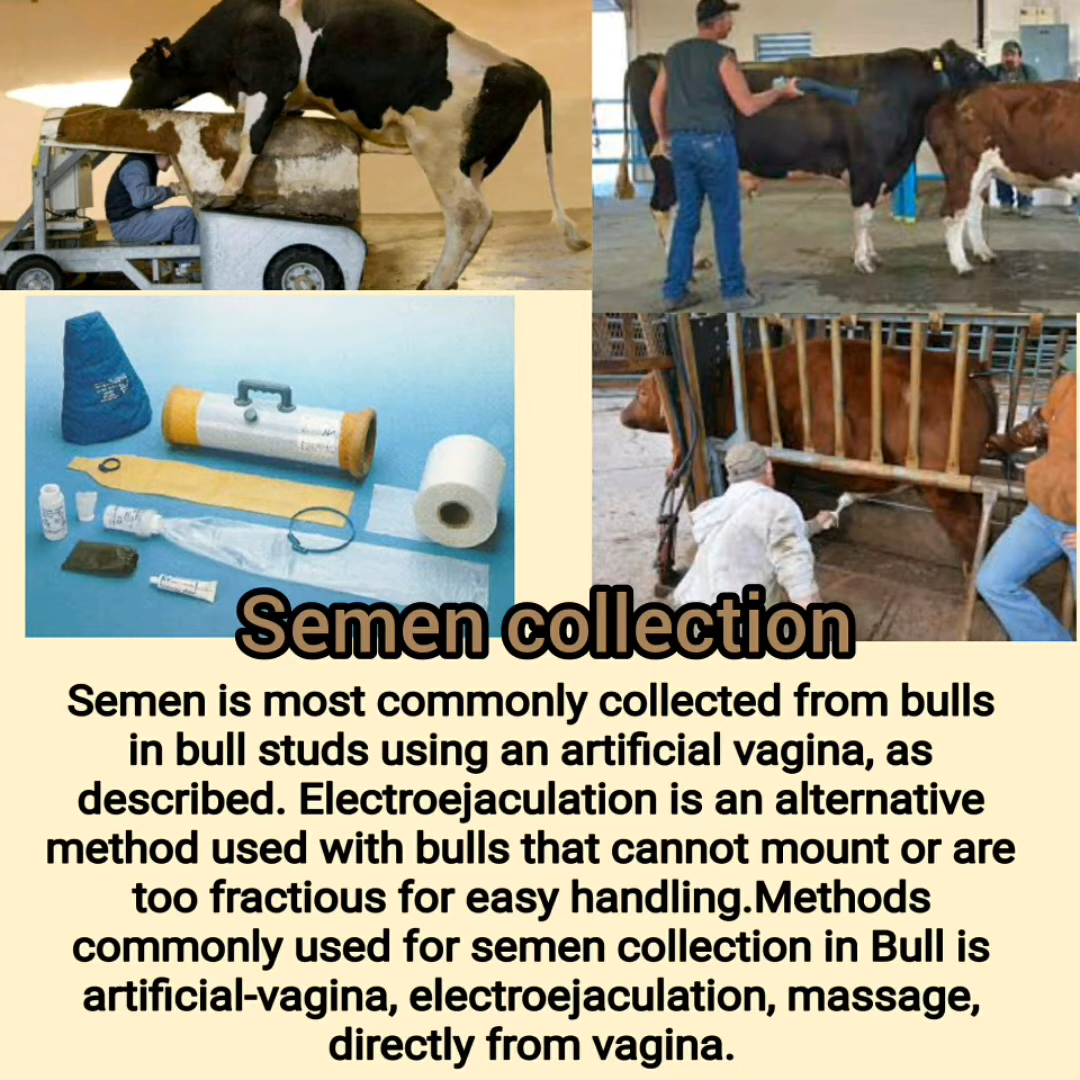 Semen collection
Semen is most commonly collected from bulls
in bull studs using an artificial vagina, as
described. Electroejaculation is an alternative
method used with bulls that cannot mount or are
too fractious for easy handling.Methods
commonly used for semen collection in Bull is
artificial-vagina, electroejaculation, massage,
directly from vagina.